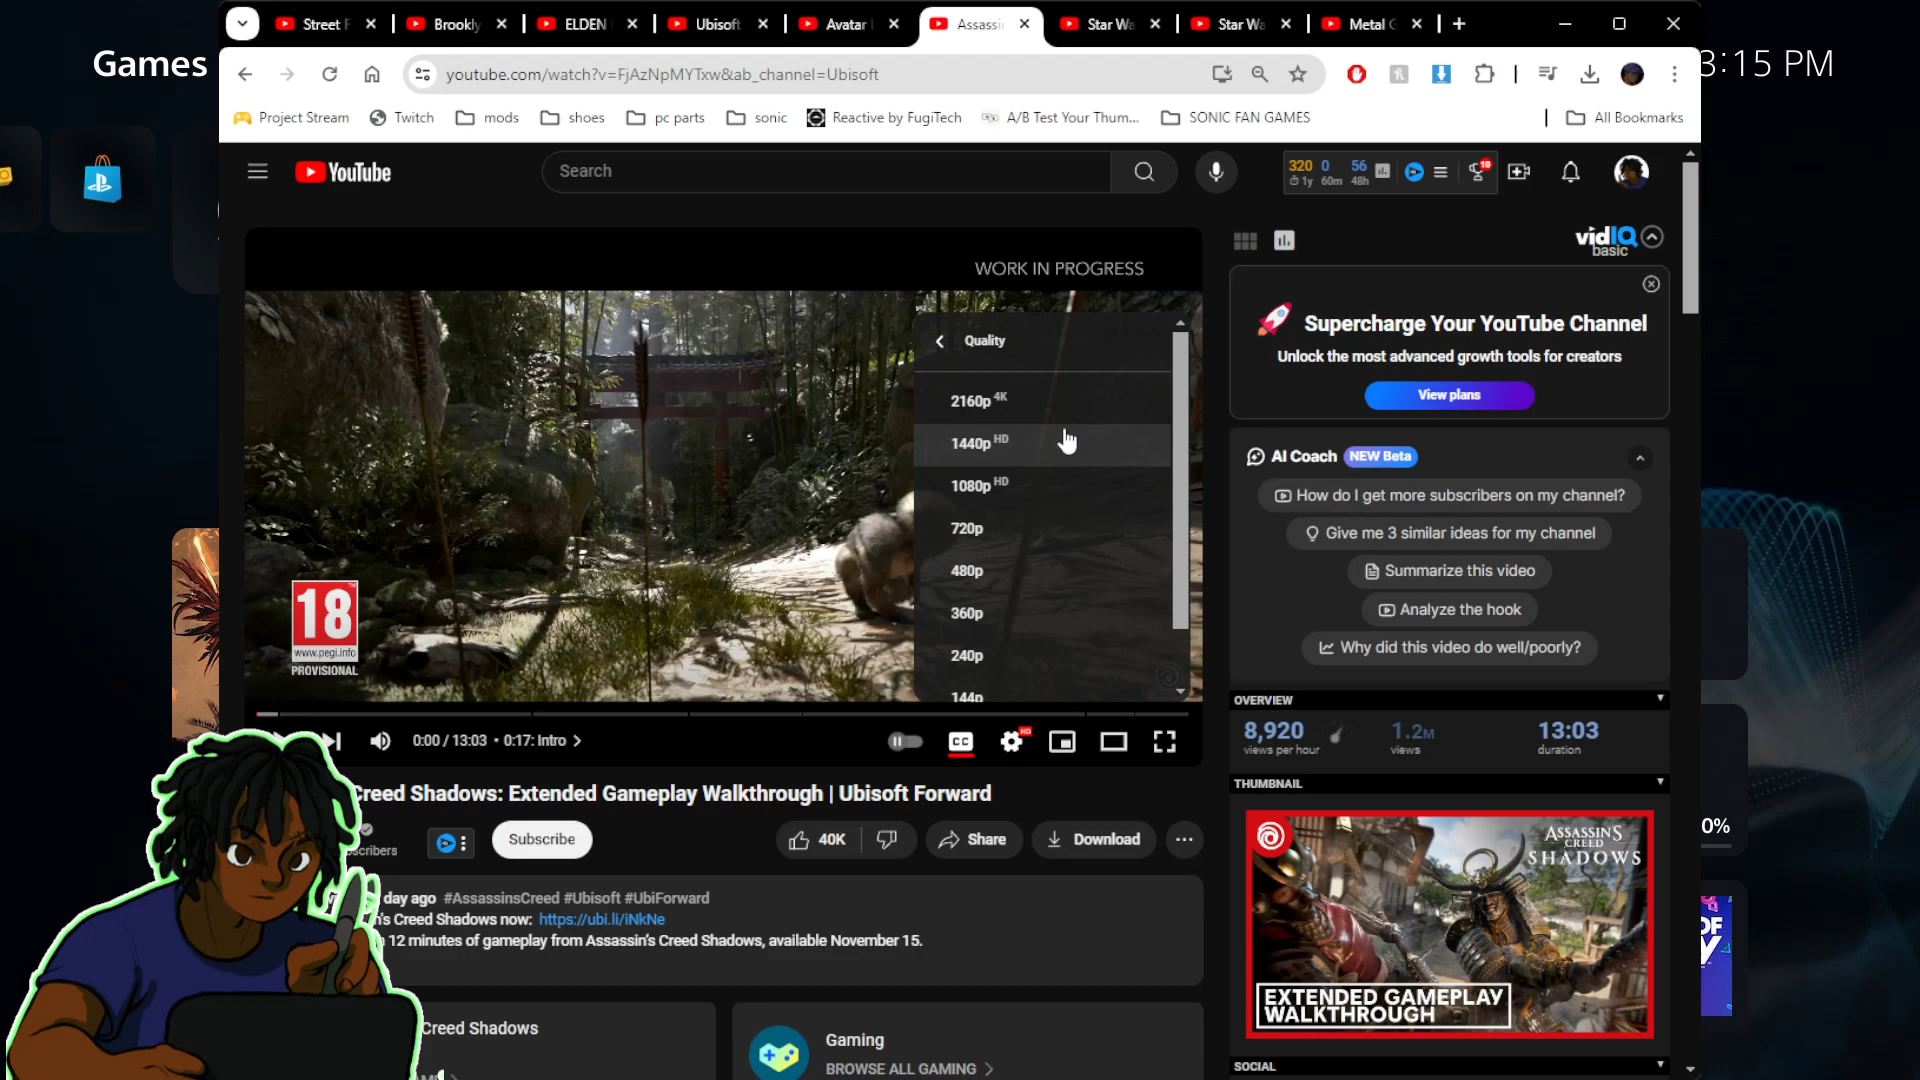 Games
3:15 PM
Street F
Brookly
ELDEN
Ubisoft
Avatar
Assassi
Star Wa
Star Wa
Metal G
youtube.com/watch?v=FjAzNpMYTxw&ab_channel=Ubisoft
Project Stream
Twitch
mods
shoes
pc parts
sonic
Reactive by FugiTech
A/B Test Your Thum...
SONIC FAN GAMES
All Bookmarks
YouTube
Search
320 0 56
1y 60m 48h
10
vidIQ
basic
WORK IN PROGRESS
Quality
2160p 4K
1440p HD
1080p HD
720p
480p
360p
240p
144p
18
www.pegi.info
PROVISIONAL
0:00 / 13:03 • 0:17: Intro
CC
HD
Creed Shadows: Extended Gameplay Walkthrough | Ubisoft Forward
scribers
Subscribe
40K
Share
Download
day ago #AssassinsCreed #Ubisoft #UbiForward
n's Creed Shadows now: https://ubi.li/iNkNe
12 minutes of gameplay from Assassin's Creed Shadows, available November 15.
Creed Shadows
Gaming
BROWSE ALL GAMING
Supercharge Your YouTube Channel
Unlock the most advanced growth tools for creators
View plans
AI Coach NEW Beta
How do I get more subscribers on my channel?
Give me 3 similar ideas for my channel
Summarize this video
Analyze the hook
Why did this video do well/poorly?
OVERVIEW
8,920 1.2M 13:03
views per hour views duration
THUMBNAIL
ASSASSIN'S
CREED
SHADOWS
EXTENDED GAMEPLAY
WALKTHROUGH
SOCIAL
0%
OF